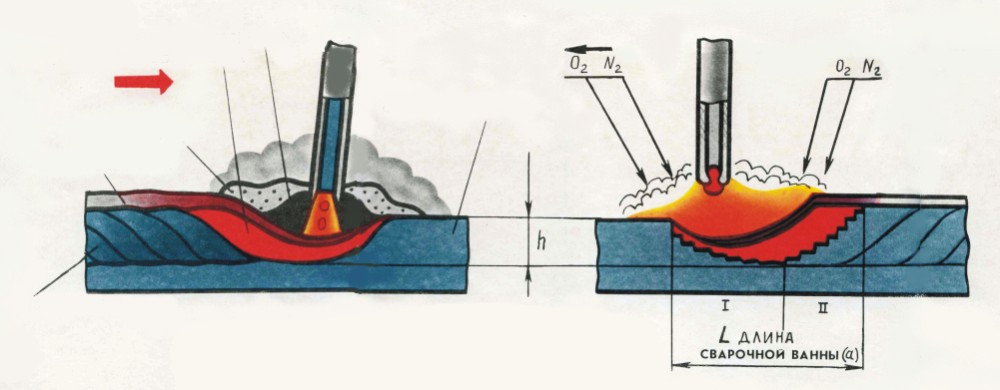 O₂ N₂
O₂ N₂
h
I
II
L ДЛИНА
СВАРОЧНОЙ ВАННЫ (а)